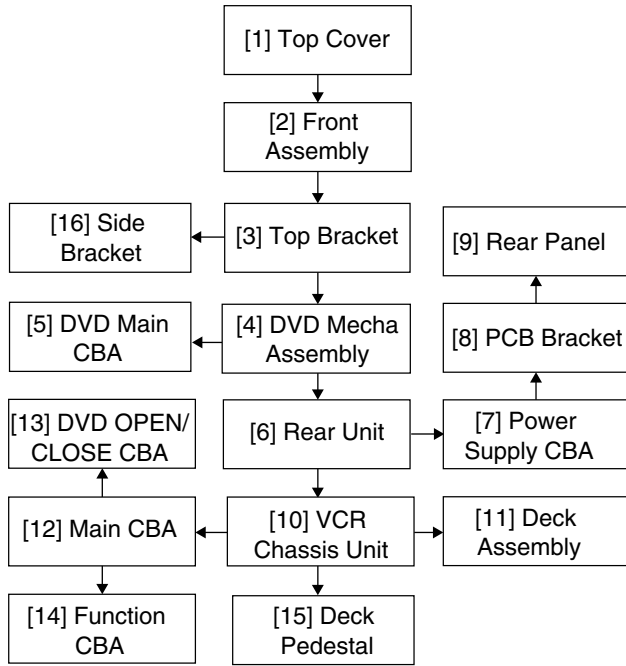 [1] Top Cover
[2] Front
Assembly
[16] Side
Bracket
[3] Top Bracket
[9] Rear Panel
[5] DVD Main
CBA
[4] DVD Mecha
Assembly
[8] PCB Bracket
[13] DVD OPEN/
CLOSE CBA
[6] Rear Unit
[7] Power
Supply CBA
[12] Main CBA
[10] VCR
Chassis Unit
[11] Deck
Assembly
[14] Function
CBA
[15] Deck
Pedestal